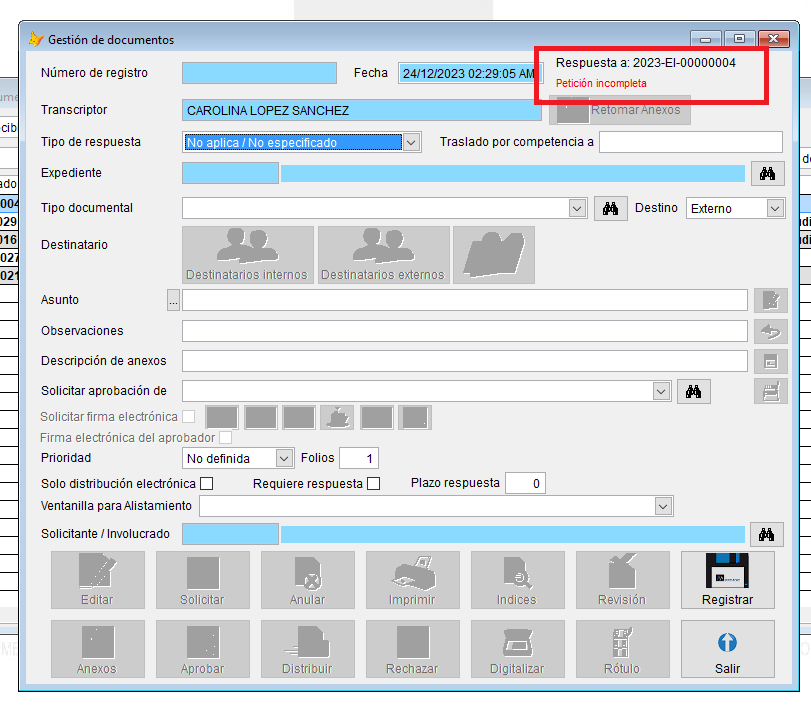 Gestión de documentos
Respuesta a: 2023-EI-00000004
Petición incompleta
Número de registro Fecha 24/12/2023 02:29:05 AM
Transcriptor CAROLINA LOPEZ SANCHEZ Retomar Anexos
Tipo de respuesta No aplica / No especificado Traslado por competencia a
Expediente
Tipo documental Destino Externo
Destinatario
Destinatarios internos Destinatarios externos
Asunto ...
Observaciones
Descripción de anexos
Solicitar aprobación de
Solicitar firma electrónica
Firma electrónica del aprobador
Prioridad No definida Folios 1
Solo distribución electrónica Requiere respuesta Plazo respuesta 0
Ventanilla para Alistamiento
Solicitante / Involucrado
Editar Solicitar Anular Imprimir Indices Revisión Registrar
Anexos Aprobar Distribuir Rechazar Digitalizar Rótulo Salir